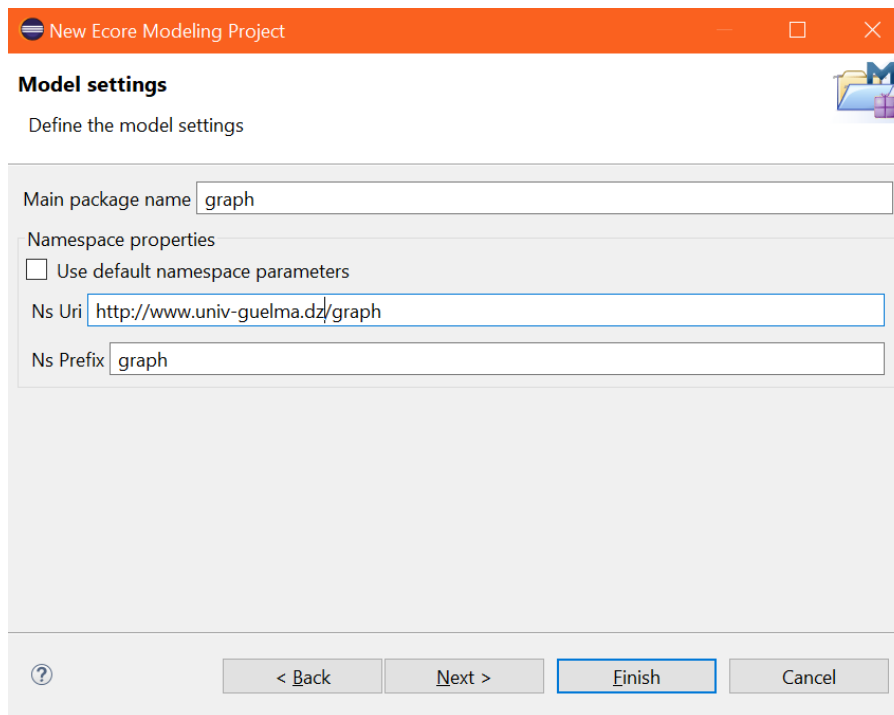 New Ecore Modeling Project
Model settings
Define the model settings
Main package name graph
Namespace properties
Use default namespace parameters
Ns Uri http://www.univ-guelma.dz/graph
Ns Prefix graph
? < Back Next > Finish Cancel